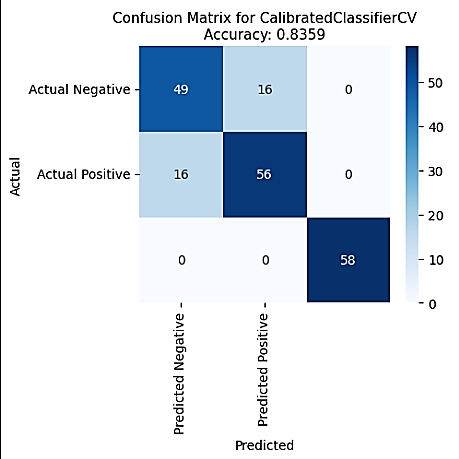 Confusion Matrix for CalibratedClassifierCV
Accuracy: 0.8359
Actual Negative
49
16
0
Actual Positive
16
56
0
0
0
58
50
40
30
20
10
0
Actual
Predicted Negative
Predicted Positive
Predicted